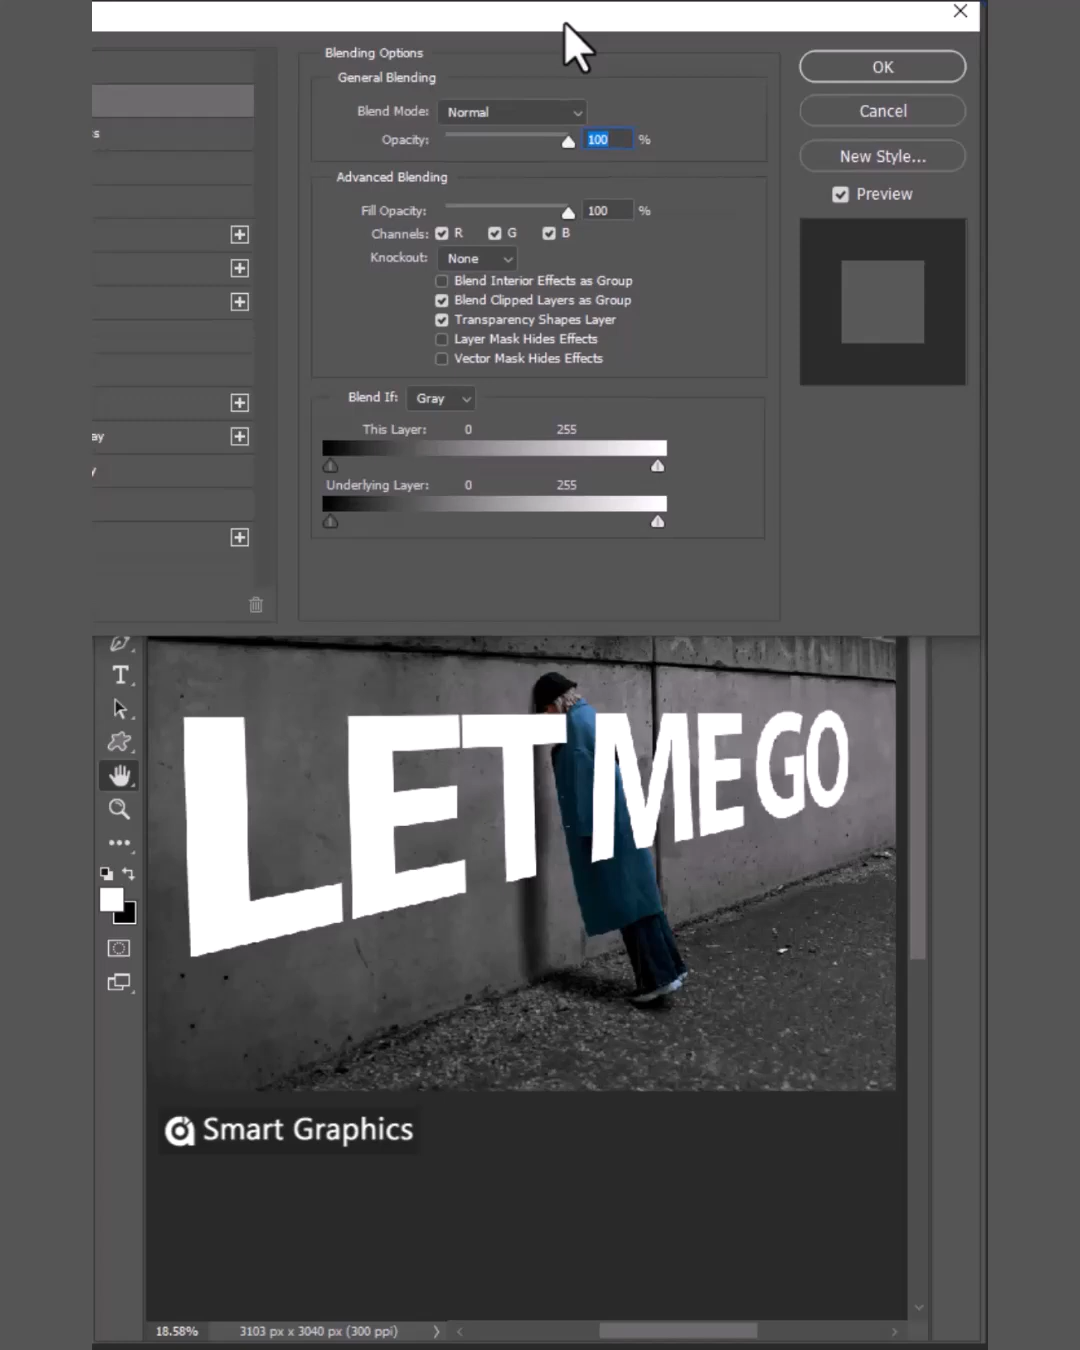 Blending Options
General Blending
Blend Mode: Normal
Opacity: 100 %
Advanced Blending
Fill Opacity: 100 %
Channels: R G B
Knockout: None
Blend Interior Effects as Group
Blend Clipped Layers as Group
Transparency Shapes Layer
Layer Mask Hides Effects
Vector Mask Hides Effects
Blend If: Gray
This Layer: 0 255
Underlying Layer: 0 255
OK
Cancel
New Style...
Preview
s
ay
y
T
LET ME GO
Smart Graphics
18.58% 3103 px x 3040 px (300 ppi)